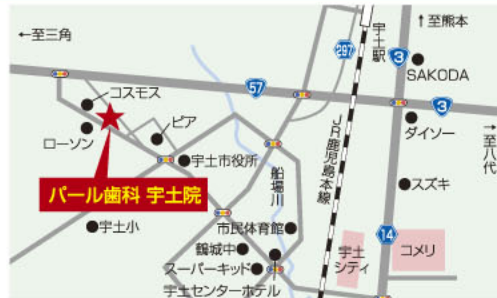 ←至三角
↑至熊本
297
宇土駅
3
SAKODA
57
コスモス
3
ダイソー
→至八代
ローソン
ピア
宇土市役所
船場川
JR鹿児島本線
スズキ
パール歯科 宇土院
宇土小
市民体育館
鶴城中
スーパーキッド
宇土センターホテル
宇土
シティ
14
コメリ